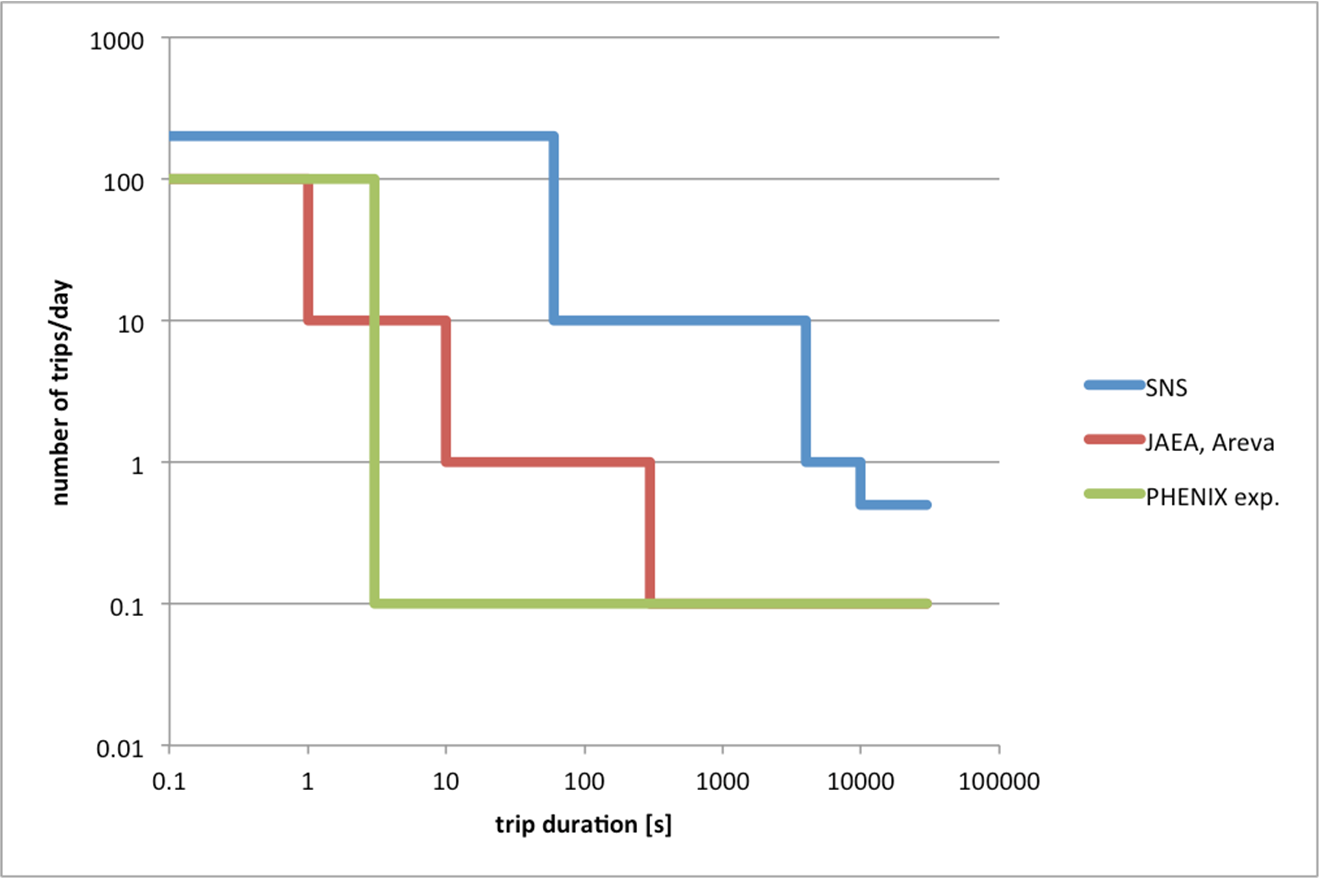 1000
100
10
1
0.1
0.01
0.1 1 10 100 1000 10000 100000
number of trips/day
trip duration [s]
SNS
JAEA, Areva
PHENIX exp.